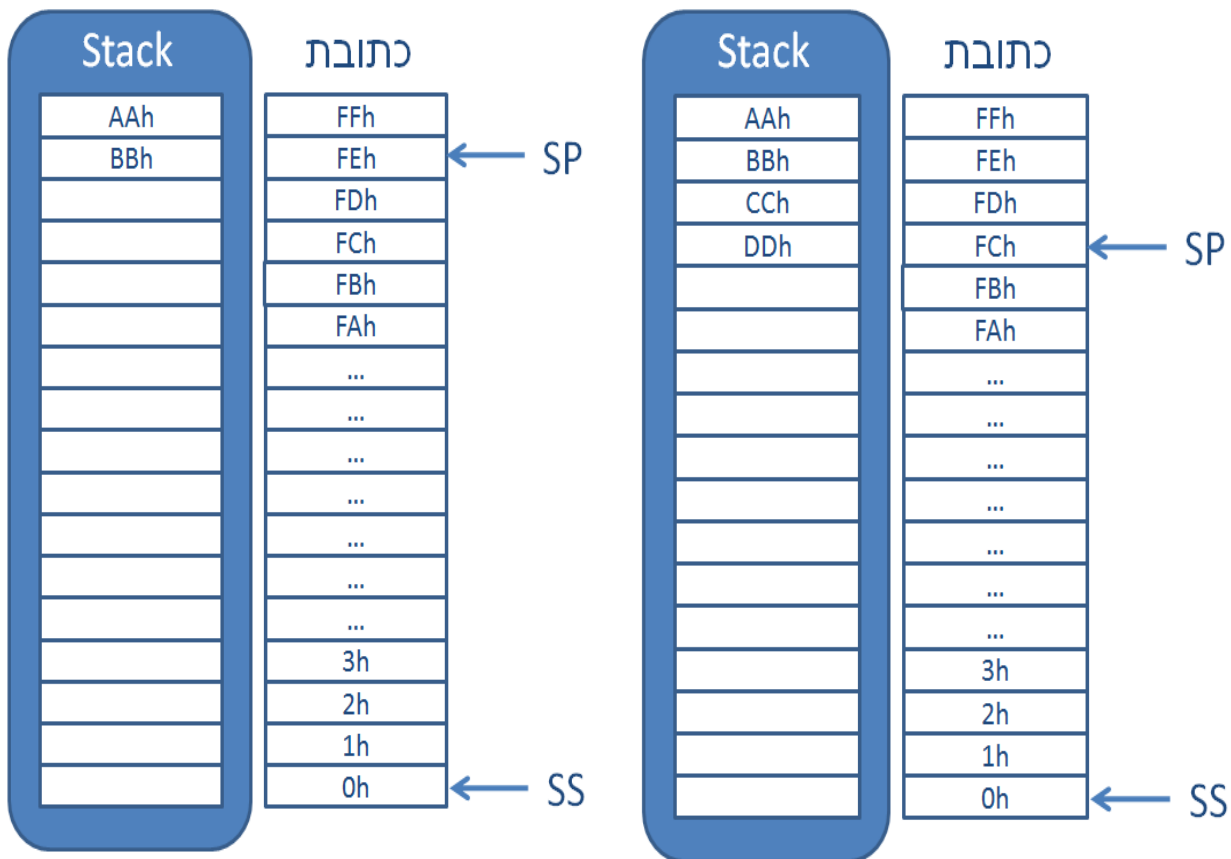 Stack כתובת
AAh FFh
BBh FEh SP
FDh
FCh
FBh
FAh
...
...
...
...
...
...
...
3h
2h
1h
0h SS
Stack כתובת
AAh FFh
BBh FEh
CCh FDh
DDh FCh SP
FBh
FAh
...
...
...
...
...
...
...
3h
2h
1h
0h SS